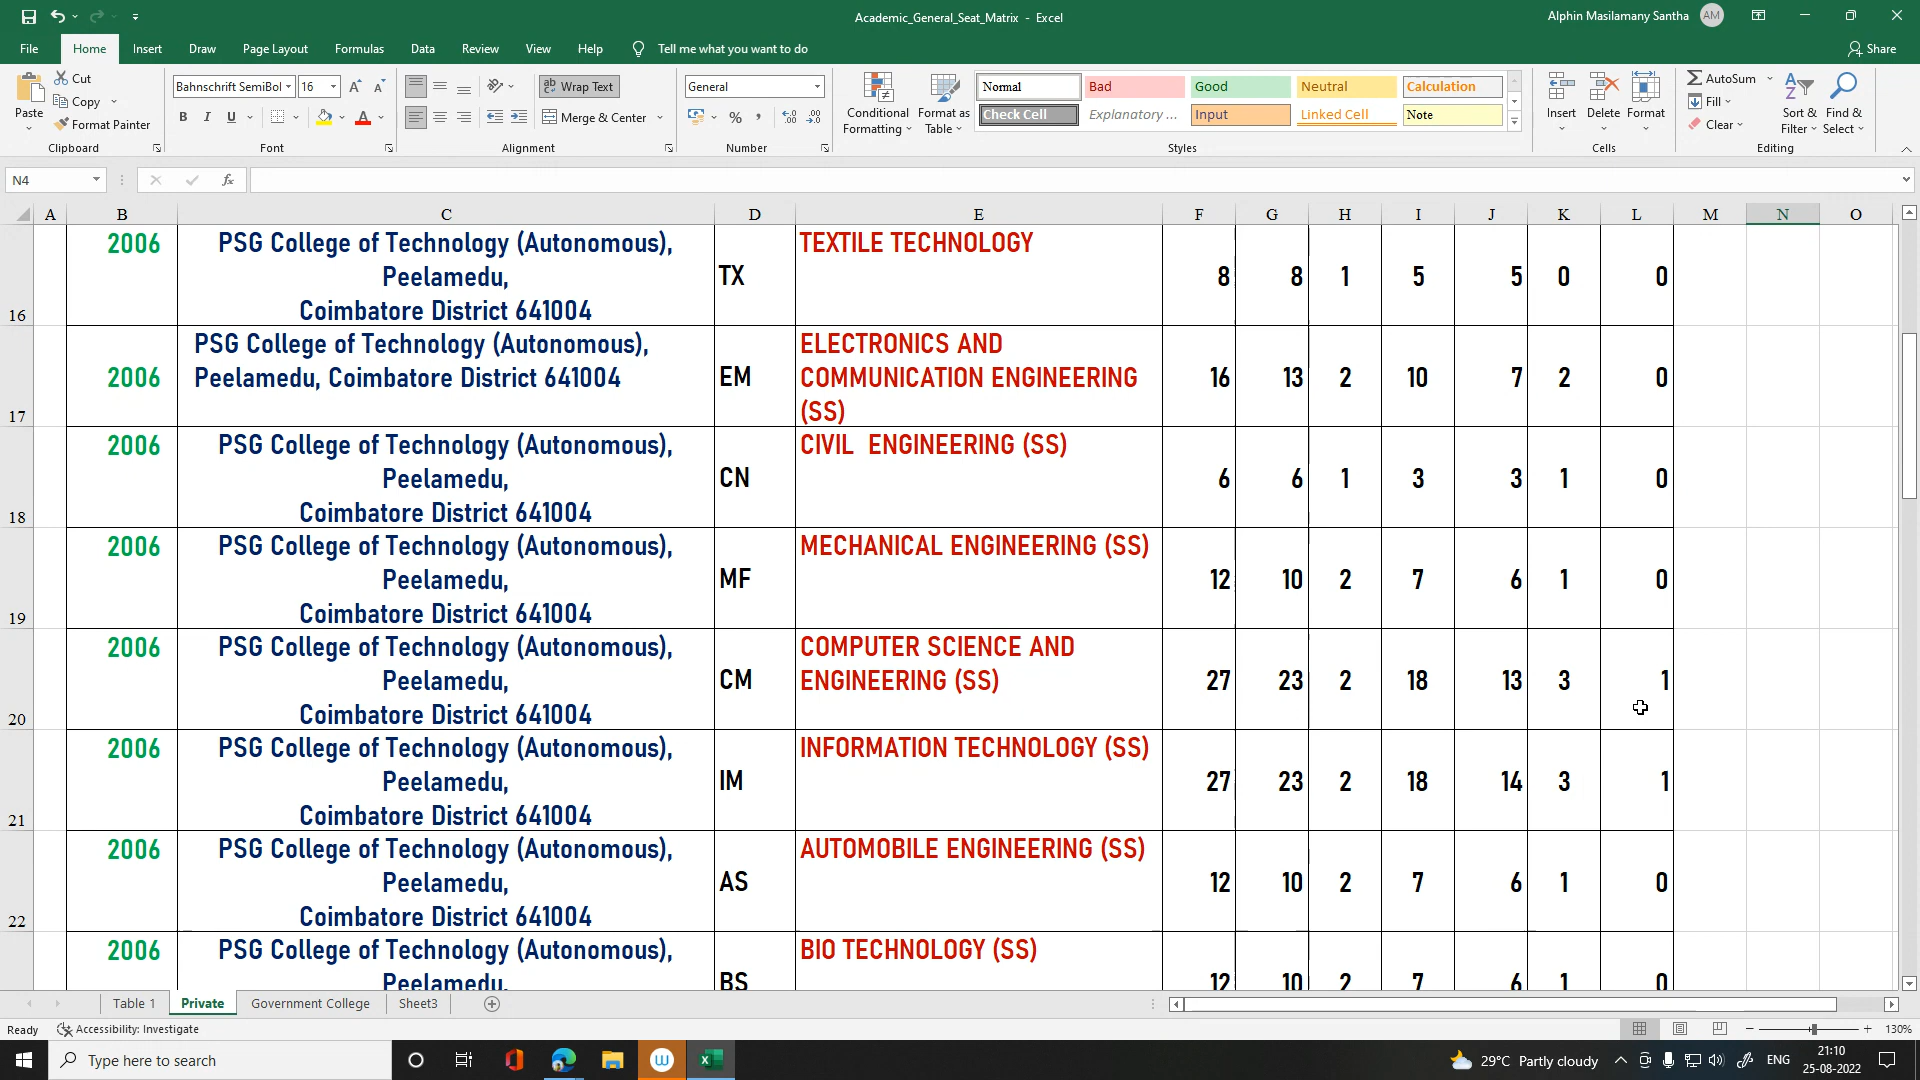 Academic_General_Seat_Matrix - Excel
Alphin Masilamany Santha
AM
File
Home
Insert
Draw
Page Layout
Formulas
Data
Review
View
Help
Tell me what you want to do
Share
Paste
Cut
Copy
Format Painter
Clipboard
Bahnschrift SemiBol
16
B
I
U
Font
Wrap Text
Merge & Center
Alignment
General
Number
Conditional
Formatting
Format as
Table
Normal
Bad
Good
Neutral
Calculation
Check Cell
Explanatory ...
Input
Linked Cell
Note
Styles
Insert
Delete
Format
Cells
AutoSum
Fill
Clear
Sort &
Filter
Find &
Select
Editing
N4
fx
A B C D E F G H I J K L M N O
16
2006
PSG College of Technology (Autonomous),
Peelamedu,
Coimbatore District 641004
TX
TEXTILE TECHNOLOGY
8 8 1 5 5 0 0
17
2006
PSG College of Technology (Autonomous),
Peelamedu, Coimbatore District 641004
EM
ELECTRONICS AND
COMMUNICATION ENGINEERING
(SS)
16 13 2 10 7 2 0
18
2006
PSG College of Technology (Autonomous),
Peelamedu,
Coimbatore District 641004
CN
CIVIL  ENGINEERING (SS)
6 6 1 3 3 1 0
19
2006
PSG College of Technology (Autonomous),
Peelamedu,
Coimbatore District 641004
MF
MECHANICAL ENGINEERING (SS)
12 10 2 7 6 1 0
20
2006
PSG College of Technology (Autonomous),
Peelamedu,
Coimbatore District 641004
CM
COMPUTER SCIENCE AND
ENGINEERING (SS)
27 23 2 18 13 3 1
21
2006
PSG College of Technology (Autonomous),
Peelamedu,
Coimbatore District 641004
IM
INFORMATION TECHNOLOGY (SS)
27 23 2 18 14 3 1
22
2006
PSG College of Technology (Autonomous),
Peelamedu,
Coimbatore District 641004
AS
AUTOMOBILE ENGINEERING (SS)
12 10 2 7 6 1 0
2006
PSG College of Technology (Autonomous),
Peelamedu,
BS
BIO TECHNOLOGY (SS)
12 10 2 7 6 1 0
Table 1
Private
Government College
Sheet3
Ready
Accessibility: Investigate
130%
Type here to search
29°C Partly cloudy
ENG
21:10
25-08-2022